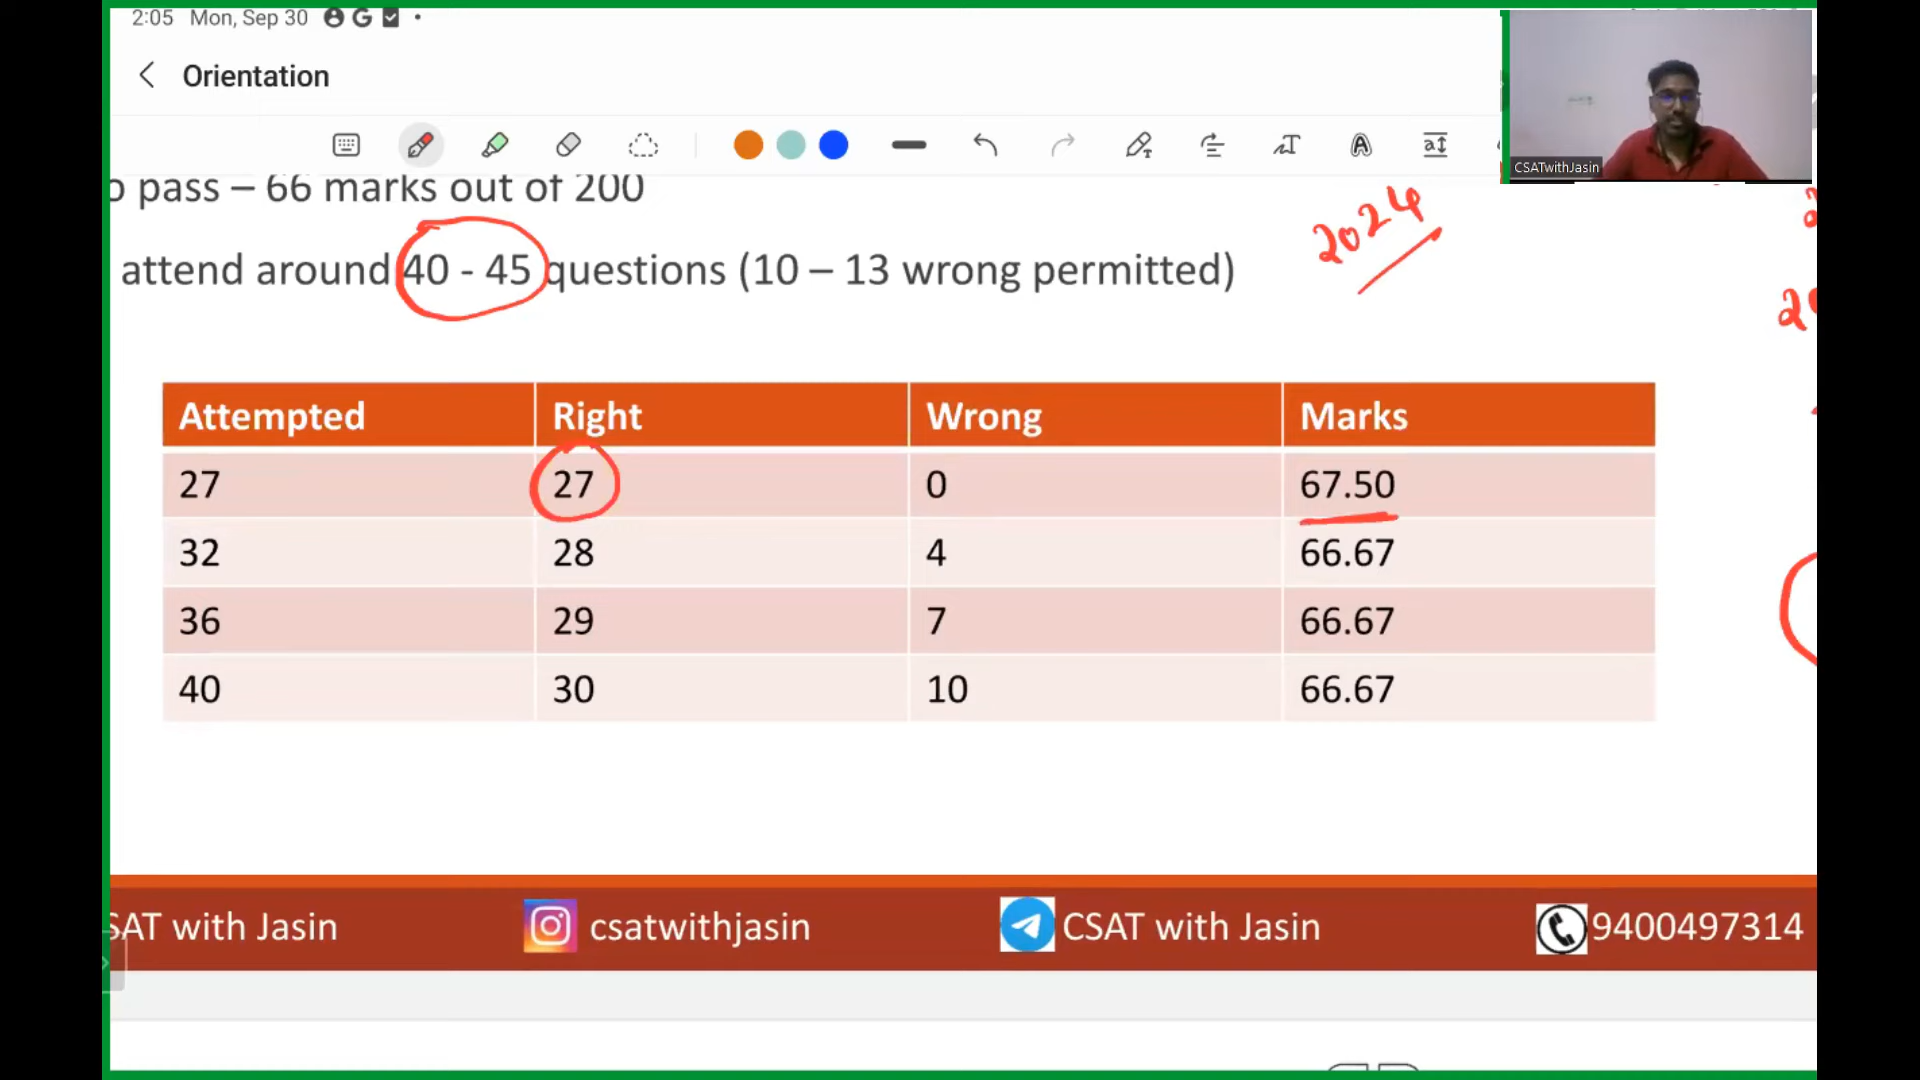 2:05 Mon, Sep 30
Orientation
CSATwithJasin
pass – 66 marks out of 200
2024
attend around 40 - 45 questions (10 – 13 wrong permitted)
Attempted Right Wrong Marks
27 27 0 67.50
32 28 4 66.67
36 29 7 66.67
40 30 10 66.67
SAT with Jasin csatwithjasin CSAT with Jasin 9400497314